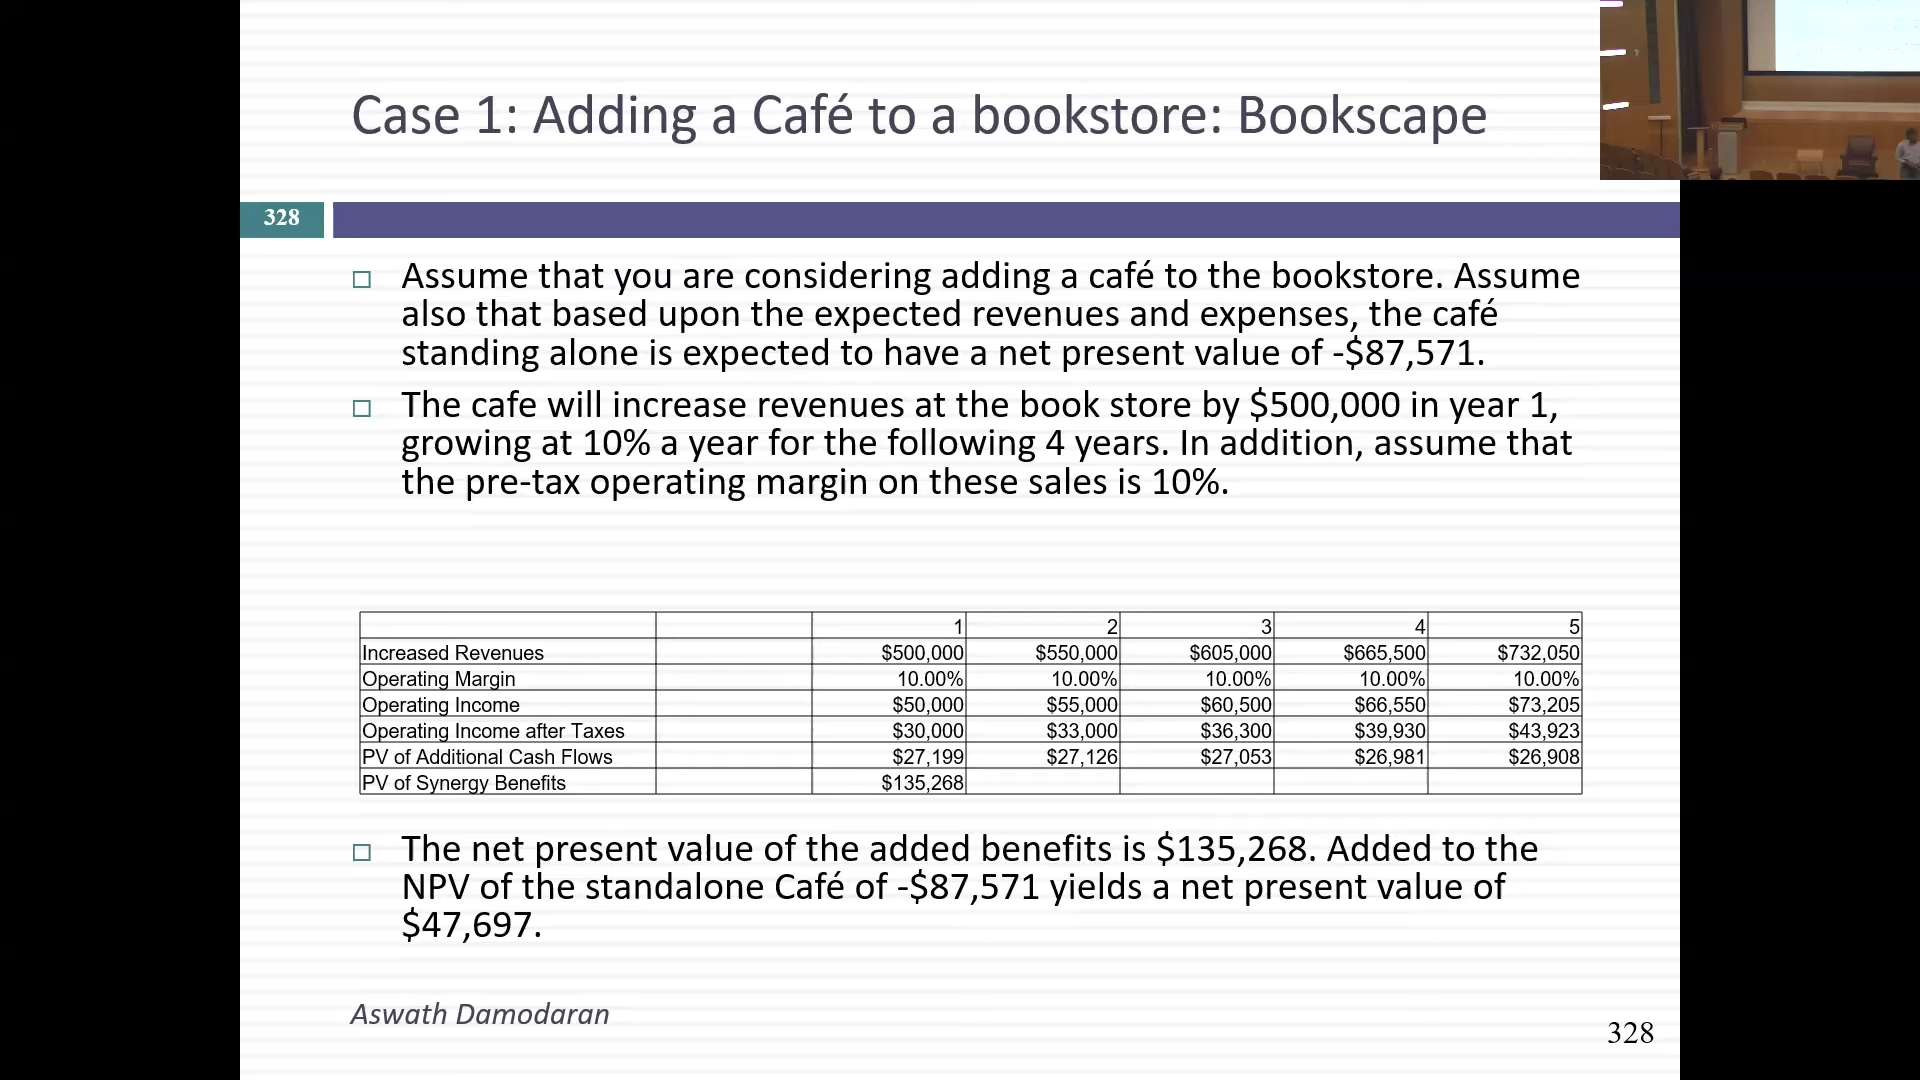 Case 1: Adding a Café to a bookstore: Bookscape
328
Assume that you are considering adding a café to the bookstore. Assume
also that based upon the expected revenues and expenses, the café
standing alone is expected to have a net present value of -$87,571.
The cafe will increase revenues at the book store by $500,000 in year 1,
growing at 10% a year for the following 4 years. In addition, assume that
the pre-tax operating margin on these sales is 10%.
1 2 3 4 5
Increased Revenues $500,000 $550,000 $605,000 $665,500 $732,050
Operating Margin 10.00% 10.00% 10.00% 10.00% 10.00%
Operating Income $50,000 $55,000 $60,500 $66,550 $73,205
Operating Income after Taxes $30,000 $33,000 $36,300 $39,930 $43,923
PV of Additional Cash Flows $27,199 $27,126 $27,053 $26,981 $26,908
PV of Synergy Benefits $135,268
The net present value of the added benefits is $135,268. Added to the
NPV of the standalone Café of -$87,571 yields a net present value of
$47,697.
Aswath Damodaran
328